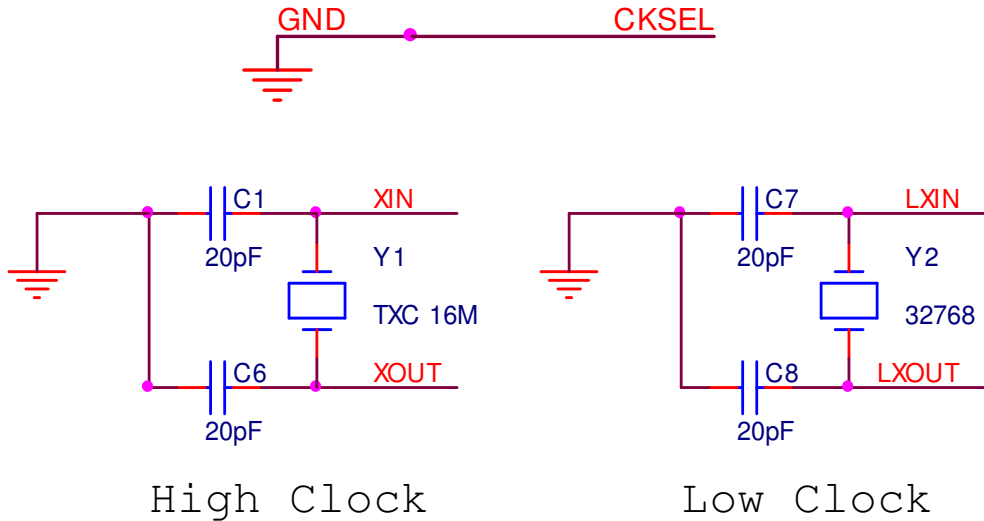 GND CKSEL
C1 XIN
20pF Y1
TXC 16M
C6 XOUT
20pF
High Clock
C7 LXIN
20pF Y2
32768
C8 LXOUT
20pF
Low Clock